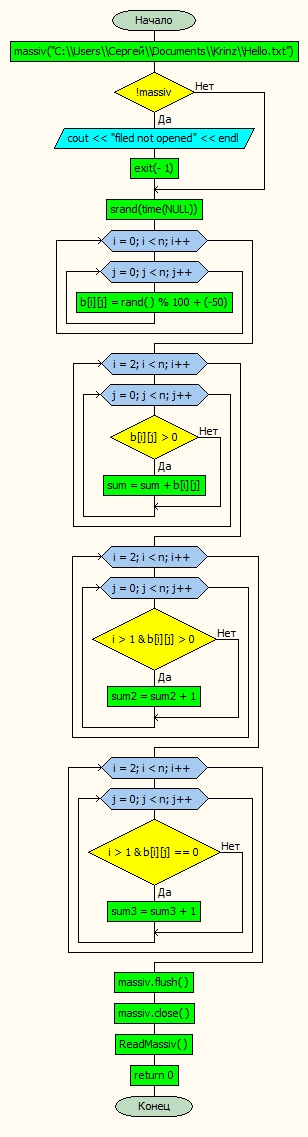 Начало
massiv("C:\\Users\\Сергей\\Documents\\Krinz\\Hello.txt")
!massiv
Нет
Да
cout << "filed not opened" << endl
exit(- 1)
srand(time(NULL))
i = 0; i < n; i++
j = 0; j < n; j++
b[i][j] = rand( ) % 100 + (-50)
i = 2; i < n; i++
j = 0; j < n; j++
Нет
b[i][j] > 0
Да
sum = sum + b[i][j]
i = 2; i < n; i++
j = 0; j < n; j++
Нет
i > 1 & b[i][j] > 0
Да
sum2 = sum2 + 1
i = 2; i < n; i++
j = 0; j < n; j++
Нет
i > 1 & b[i][j] == 0
Да
sum3 = sum3 + 1
massiv.flush( )
massiv.close( )
ReadMassiv( )
return 0
Конец